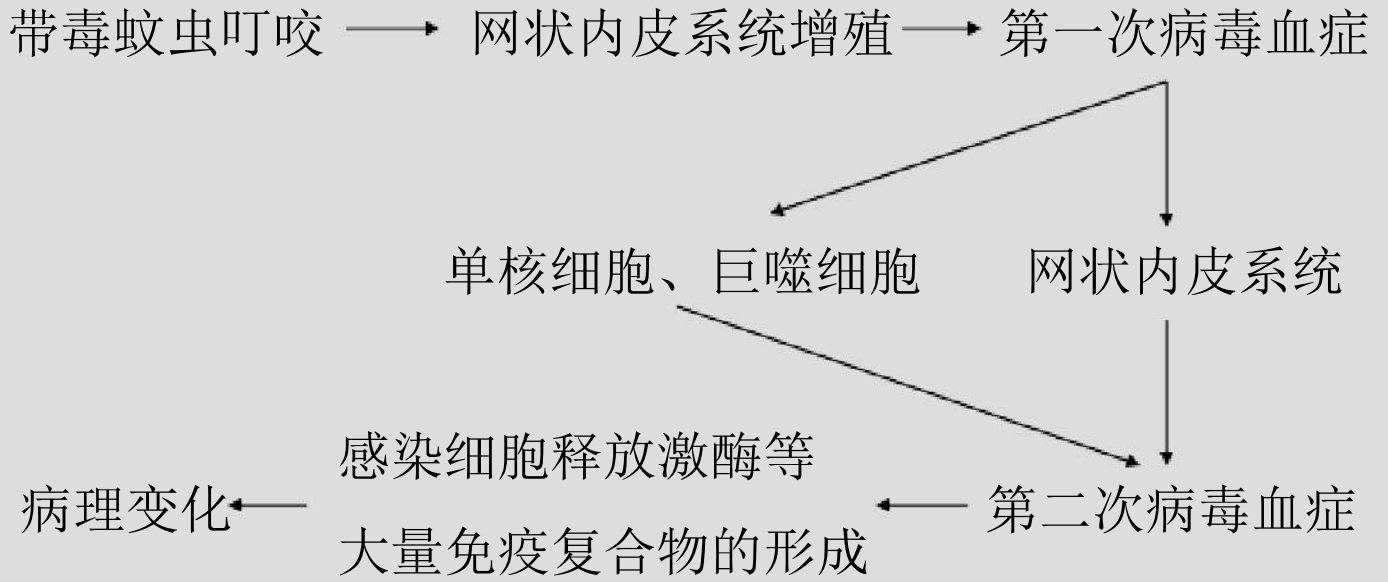 带毒蚊虫叮咬 网状内皮系统增殖 第一次病毒血症
单核细胞、巨噬细胞 网状内皮系统
感染细胞释放激酶等
病理变化 第二次病毒血症
大量免疫复合物的形成